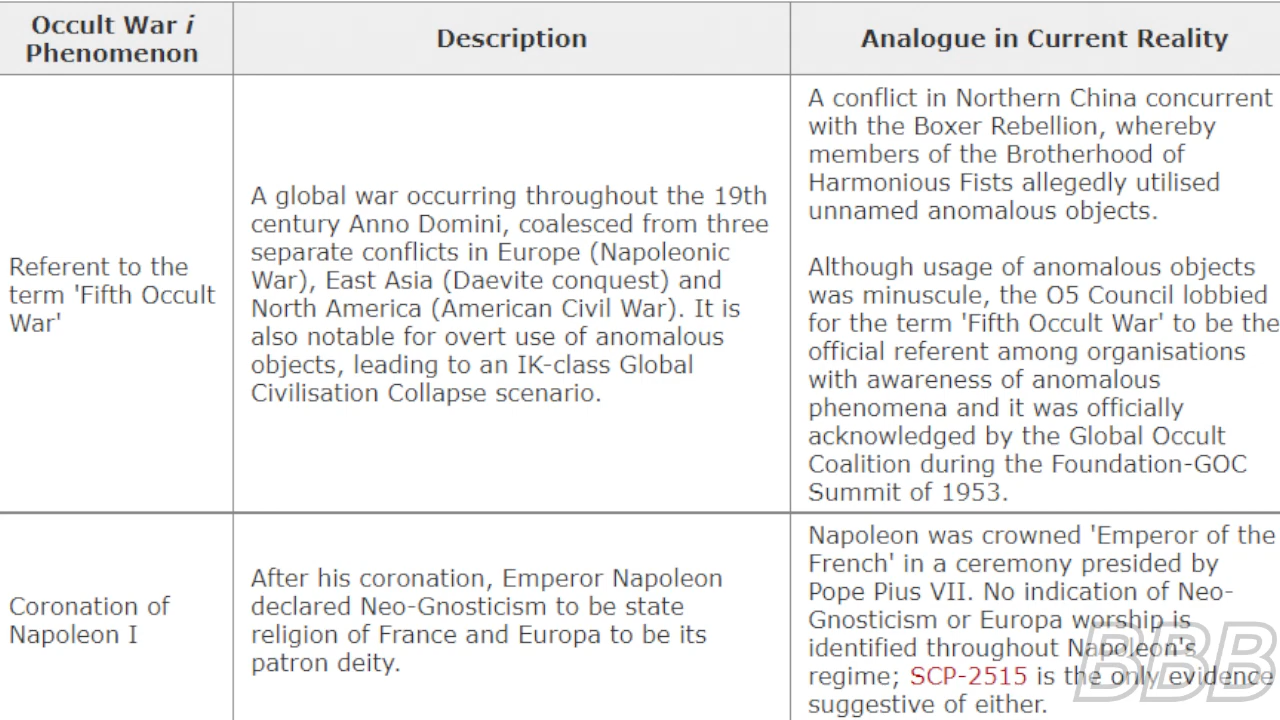 Occult War i
Phenomenon
Description
Analogue in Current Reality
Referent to the
term 'Fifth Occult
War'
A global war occurring throughout the 19th
century Anno Domini, coalesced from three
separate conflicts in Europe (Napoleonic
War), East Asia (Daevite conquest) and
North America (American Civil War). It is
also notable for overt use of anomalous
objects, leading to an IK-class Global
Civilisation Collapse scenario.
A conflict in Northern China concurrent
with the Boxer Rebellion, whereby
members of the Brotherhood of
Harmonious Fists allegedly utilised
unnamed anomalous objects.
Although usage of anomalous objects
was minuscule, the O5 Council lobbied
for the term 'Fifth Occult War' to be the
official referent among organisations
with awareness of anomalous
phenomena and it was officially
acknowledged by the Global Occult
Coalition during the Foundation-GOC
Summit of 1953.
Coronation of
Napoleon I
After his coronation, Emperor Napoleon
declared Neo-Gnosticism to be state
religion of France and Europa to be its
patron deity.
Napoleon was crowned 'Emperor of the
French' in a ceremony presided by
Pope Pius VII. No indication of Neo-
Gnosticism or Europa worship is
identified throughout Napoleon's
regime; SCP-2515 is the only evidence
suggestive of either.
BBB